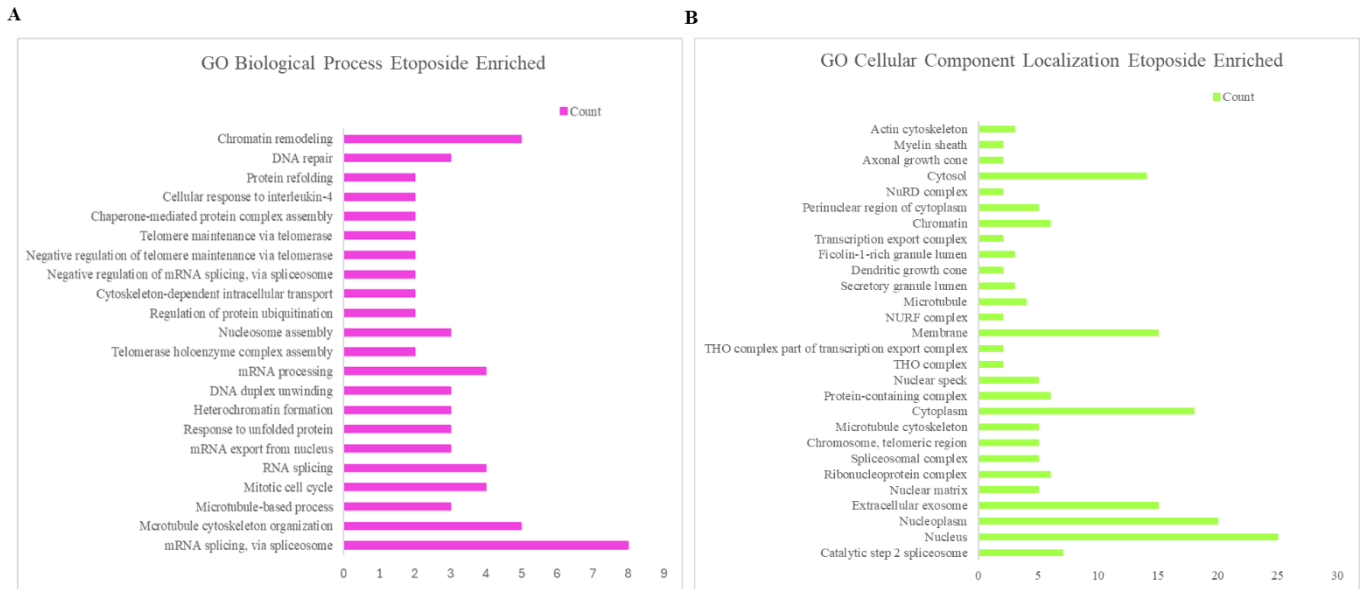 A
GO Biological Process Etoposide Enriched
Count
Chromatin remodeling
DNA repair
Protein refolding
Cellular response to interleukin-4
Chaperone-mediated protein complex assembly
Telomere maintenance via telomerase
Negative regulation of telomere maintenance via telomerase
Negative regulation of mRNA splicing, via spliceosome
Cytoskeleton-dependent intracellular transport
Regulation of protein ubiquitination
Nucleosome assembly
Telomerase holoenzyme complex assembly
mRNA processing
DNA duplex unwinding
Heterochromatin formation
Response to unfolded protein
mRNA export from nucleus
RNA splicing
Mitotic cell cycle
Microtubule-based process
Mcrotubule cytoskeleton organization
mRNA splicing, via spliceosome
0 1 2 3 4 5 6 7 8 9
B
GO Cellular Component Localization Etoposide Enriched
Count
Actin cytoskeleton
Myelin sheath
Axonal growth cone
Cytosol
NuRD complex
Perinuclear region of cytoplasm
Chromatin
Transcription export complex
Ficolin-1-rich granule lumen
Dendritic growth cone
Secretory granule lumen
Microtubule
NURF complex
Membrane
THO complex part of transcription export complex
THO complex
Nuclear speck
Protein-containing complex
Cytoplasm
Microtubule cytoskeleton
Chromosome, telomeric region
Spliceosomal complex
Ribonucleoprotein complex
Nuclear matrix
Extracellular exosome
Nucleoplasm
Nucleus
Catalytic step 2 spliceosome
0 5 10 15 20 25 30